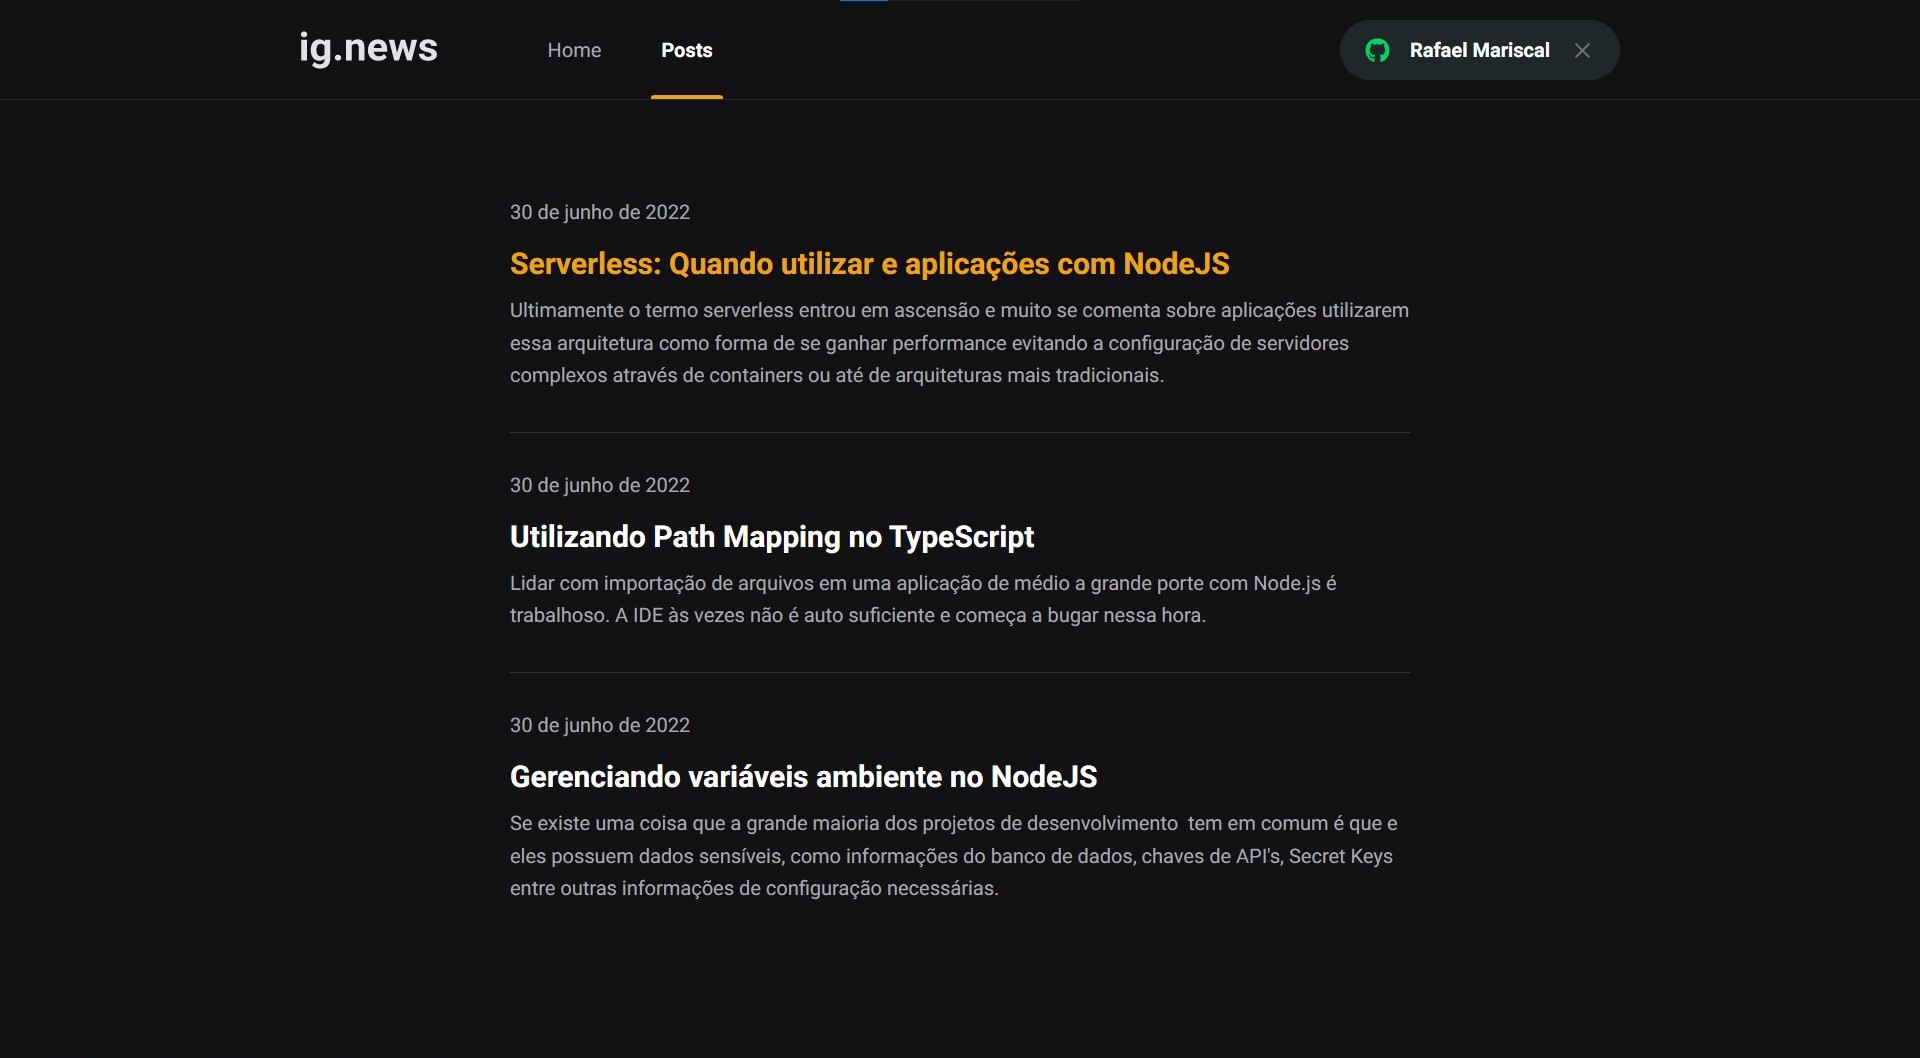 ig.news
Home
Posts
Rafael Mariscal
30 de junho de 2022
Serverless: Quando utilizar e aplicações com NodeJS
Ultimamente o termo serverless entrou em ascensão e muito se comenta sobre aplicações utilizarem
essa arquitetura como forma de se ganhar performance evitando a configuração de servidores
complexos através de containers ou até de arquiteturas mais tradicionais.
30 de junho de 2022
Utilizando Path Mapping no TypeScript
Lidar com importação de arquivos em uma aplicação de médio a grande porte com Node.js é
trabalhoso. A IDE às vezes não é auto suficiente e começa a bugar nessa hora.
30 de junho de 2022
Gerenciando variáveis ambiente no NodeJS
Se existe uma coisa que a grande maioria dos projetos de desenvolvimento  tem em comum é que e
eles possuem dados sensíveis, como informações do banco de dados, chaves de API's, Secret Keys
entre outras informações de configuração necessárias.